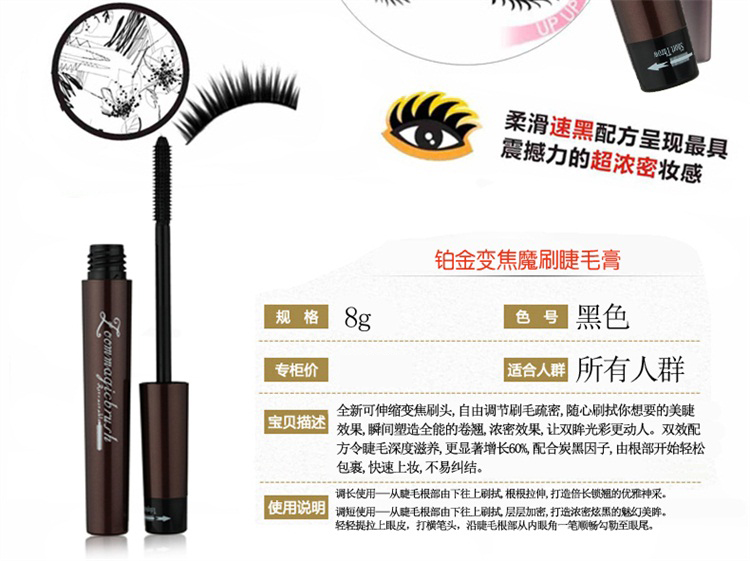 UP UP
Skin Three
柔滑速黑配方呈现最具
震撼力的超浓密妆感
Zoommagicbrush
铂金变焦魔刷睫毛膏
规 格 8g 色 号 黑色
专柜价 适合人群 所有人群
宝贝描述
全新可伸缩变焦刷头, 自由调节刷毛疏密, 随心刷拭你想要的美睫
效果, 瞬间塑造全能的卷翘, 浓密效果, 让双眸光彩更动人。双效配
方令睫毛深度滋养, 更显著增长60%, 配合炭黑因子, 由根部开始轻松
包裹, 快速上妆, 不易纠结。
使用说明
调长使用—从睫毛根部由下往上刷拭, 根根拉伸, 打造倍长锁翘的优雅神采。
调短使用—从睫毛根部由下往上刷拭, 层层加密, 打造浓密炫黑的魅幻美眸。
轻轻提拉上眼皮，打横笔头，沿睫毛根部从内眼角一笔顺畅勾勒至眼尾。